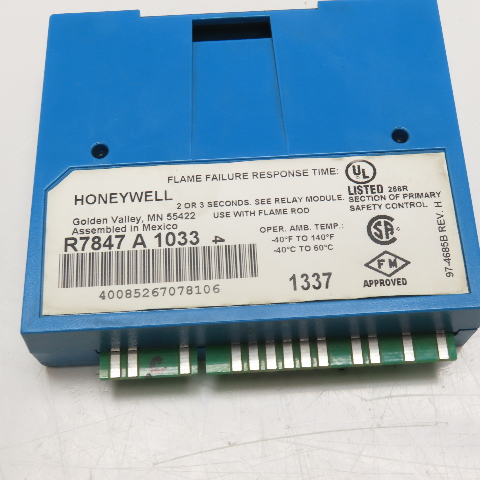 FLAME FAILURE RESPONSE TIME:
HONEYWELL
2 OR 3 SECONDS. SEE RELAY MODULE.
Golden Valley, MN 55422
USE WITH FLAME ROD
Assembled in Mexico
R7847 A 1033 4
40085267078106
OPER. AMB. TEMP.:
-40°F TO 140°F
-40°C TO 60°C
1337
UL
LISTED 268R
SECTION OF PRIMARY
SAFETY CONTROL
SA
FM
APPROVED
97-4685B REV. H